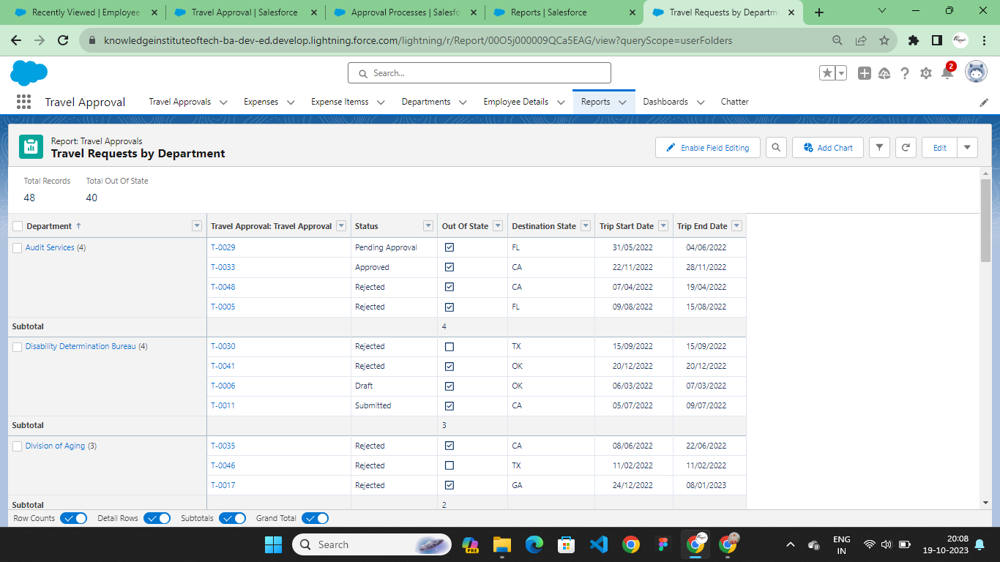 Recently Viewed | Employee
Travel Approval | Salesforce
Approval Processes | Salesfo
Reports | Salesforce
Travel Requests by Departm
knowledgeinstituteoftech-ba-dev-ed.develop.lightning.force.com/lightning/r/Report/00O5j000009QCa5EAG/view?queryScope=userFolders
Search...
2
Travel Approval
Travel Approvals
Expenses
Expense Itemss
Departments
Employee Details
Reports
Dashboards
Chatter
Report: Travel Approvals
Travel Requests by Department
Enable Field Editing
Add Chart
Edit
Total Records
Total Out Of State
48
40
Department ↑ Travel Approval: Travel Approval Status Out Of State Destination State Trip Start Date Trip End Date
Audit Services (4) T-0029 Pending Approval FL 31/05/2022 04/06/2022
T-0033 Approved CA 22/11/2022 28/11/2022
T-0048 Rejected CA 07/04/2022 19/04/2022
T-0005 Rejected FL 09/08/2022 15/08/2022
Subtotal 4
Disability Determination Bureau (4) T-0030 Rejected TX 15/09/2022 15/09/2022
T-0041 Rejected OK 20/12/2022 20/12/2022
T-0006 Draft OK 06/03/2022 07/03/2022
T-0011 Submitted CA 05/07/2022 09/07/2022
Subtotal 3
Division of Aging (3) T-0035 Rejected CA 08/06/2022 22/06/2022
T-0046 Rejected TX 11/02/2022 11/02/2022
T-0017 Rejected GA 24/12/2022 08/01/2023
Subtotal 2
Row Counts Detail Rows Subtotals Grand Total
Search
PRE
ENG
IN
20:08
19-10-2023